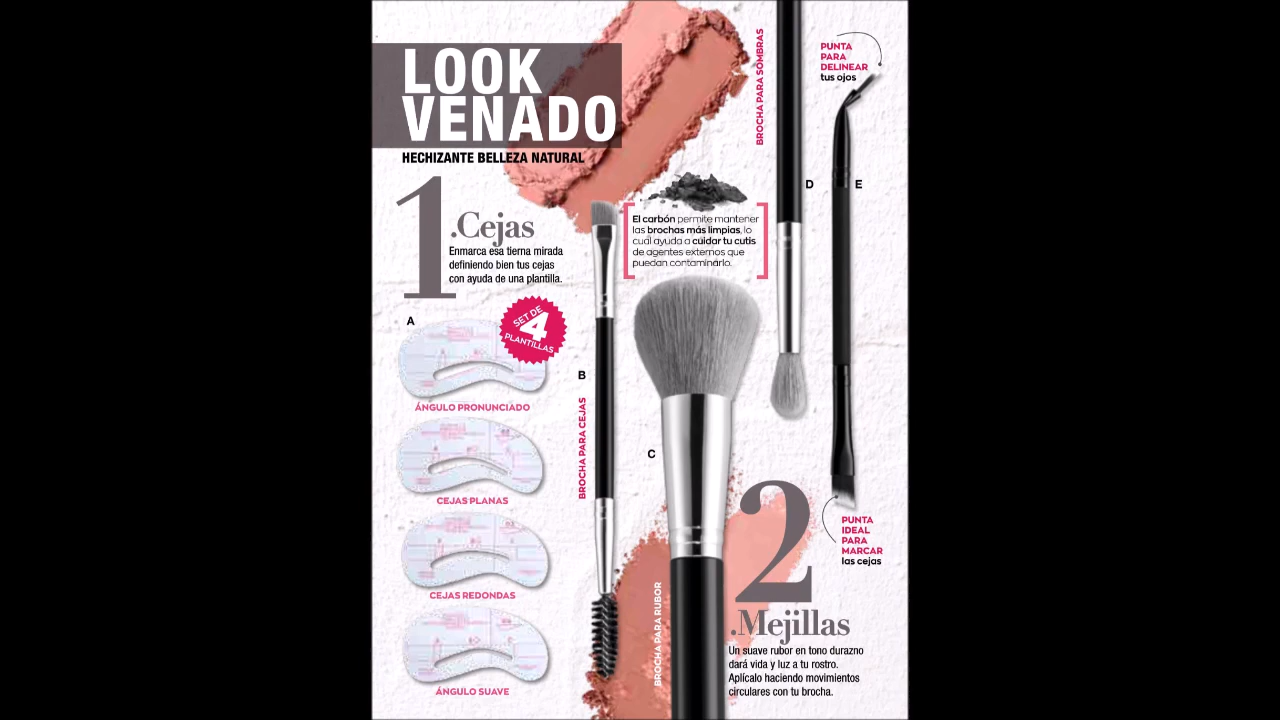 LOOK
VENADO
HECHIZANTE BELLEZA NATURAL
1
.Cejas
Enmarca esa tierna mirada
definiendo bien tus cejas
con ayuda de una plantilla.
A
SET DE
4
PLANTILLAS
ÁNGULO PRONUNCIADO
CEJAS PLANAS
CEJAS REDONDAS
ÁNGULO SUAVE
B
BROCHA PARA CEJAS
El carbón permite mantener
las brochas más limpias, lo
cual ayuda a cuidar tu cutis
de agentes externos que
puedan contaminarlo.
C
BROCHA PARA RUBOR
BROCHA PARA SOMBRAS
D
PUNTA
PARA
DELINEAR
tus ojos
E
PUNTA
IDEAL
PARA
MARCAR
las cejas
2
.Mejillas
Un suave rubor en tono durazno
dará vida y luz a tu rostro.
Aplícalo haciendo movimientos
circulares con tu brocha.